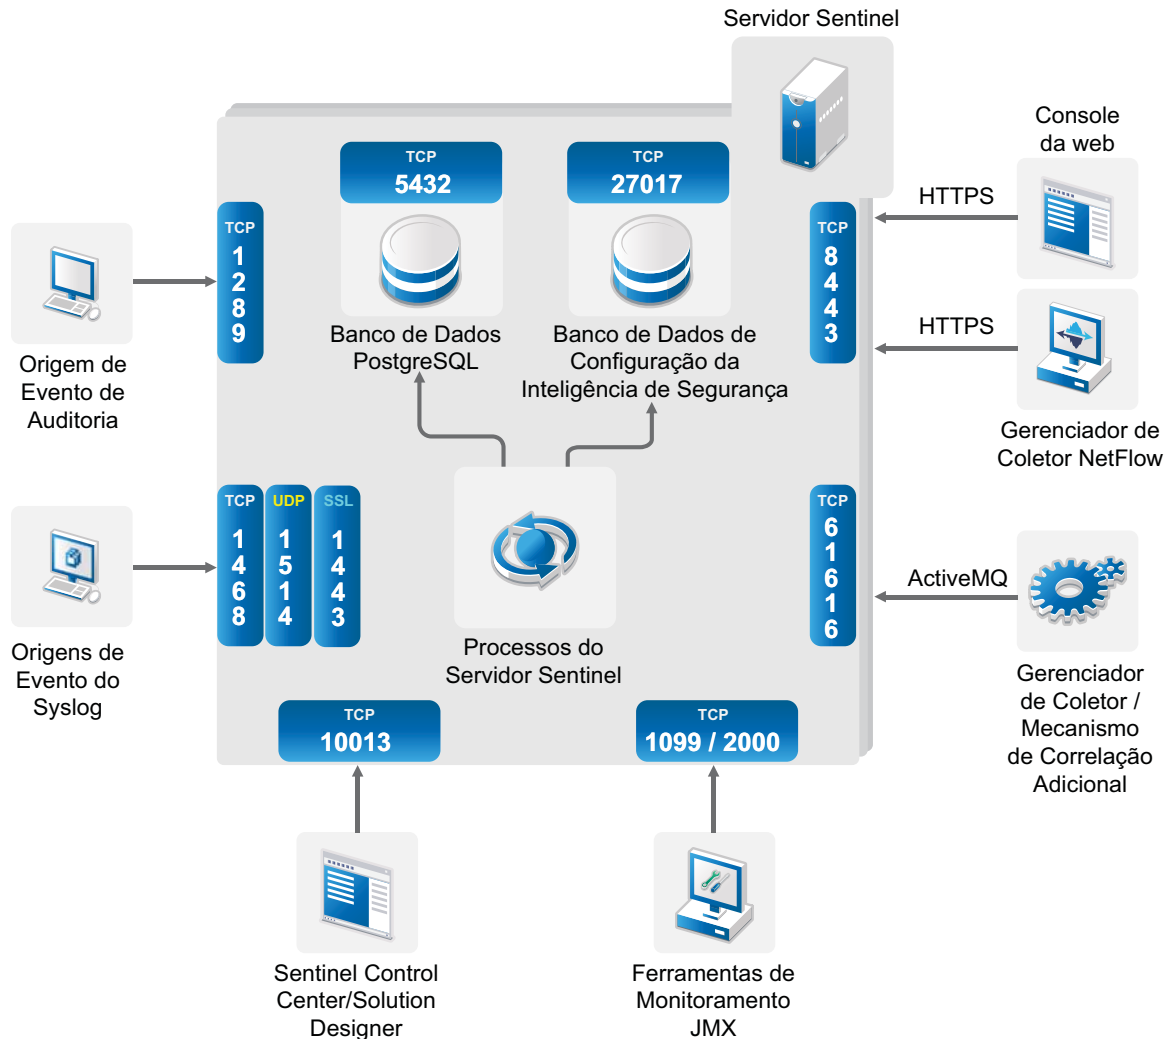 Servidor Sentinel
TCP
5432
Banco de Dados
PostgreSQL
TCP
27017
Banco de Dados de
Configuração da
Inteligência de Segurança
TCP
1
2
8
9
Origem de
Evento de
Auditoria
TCP
8
4
4
3
HTTPS
Console
da web
HTTPS
Gerenciador de
Coletor NetFlow
TCP
1
4
6
8
UDP
1
5
1
4
SSL
1
4
4
3
Origens de
Evento do
Syslog
Processos do
Servidor Sentinel
TCP
6
1
6
1
6
ActiveMQ
Gerenciador
de Coletor /
Mecanismo
de Correlação
Adicional
TCP
10013
Sentinel Control
Center/Solution
Designer
TCP
1099 / 2000
Ferramentas de
Monitoramento
JMX